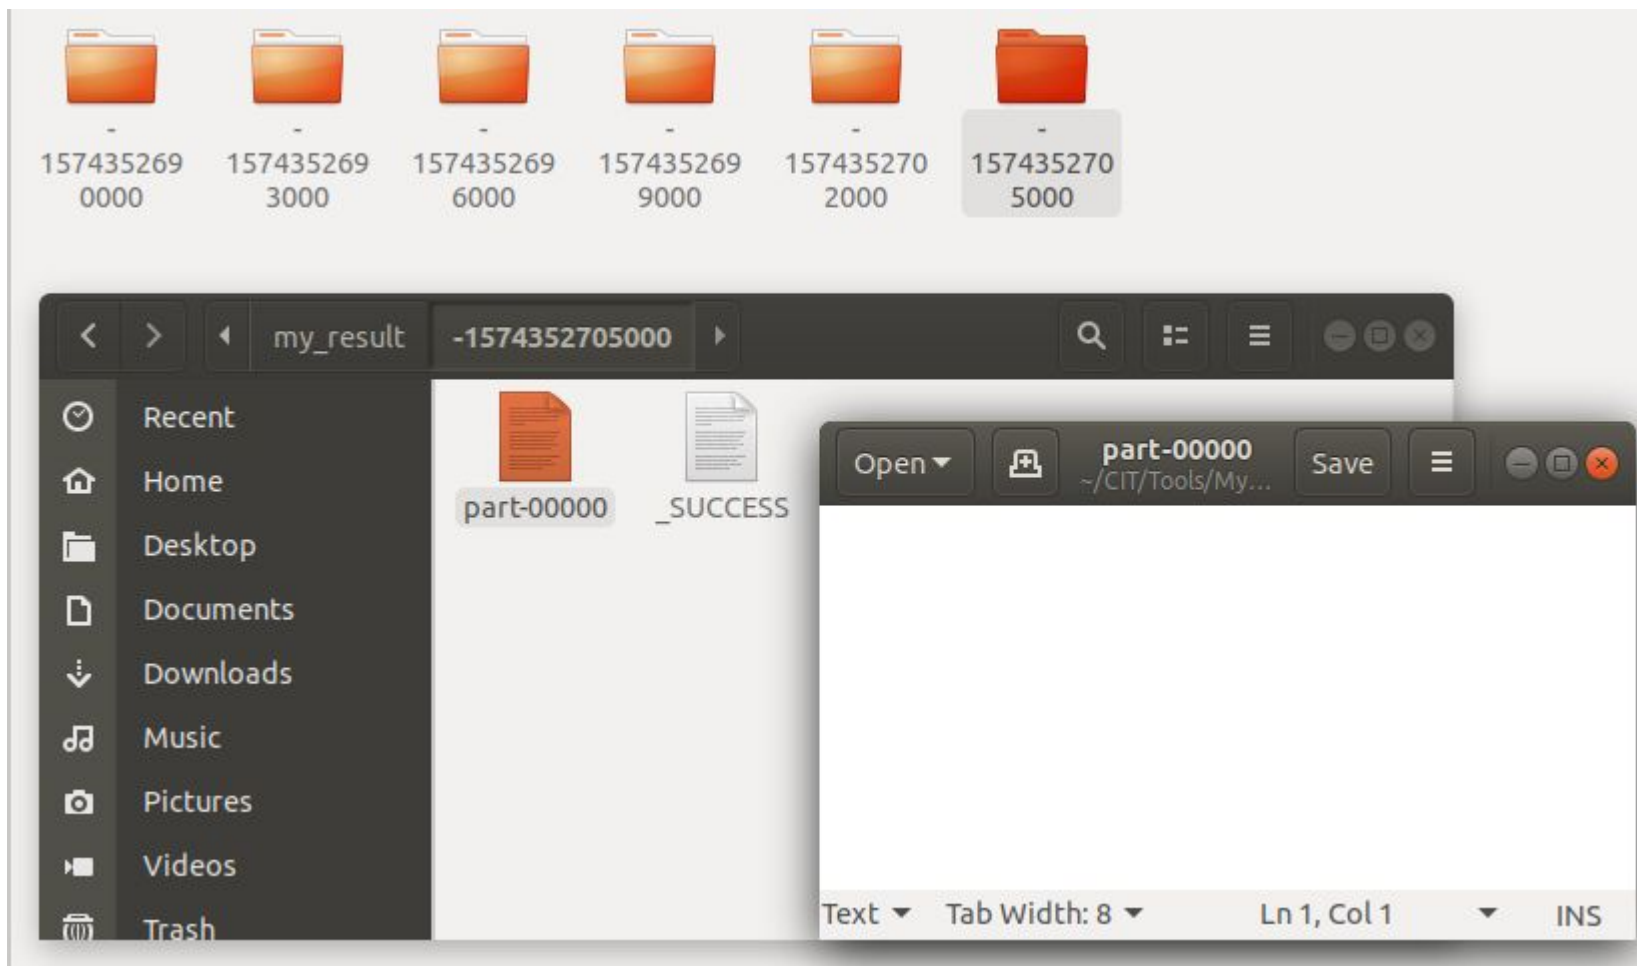 -
157435269
0000
-
157435269
3000
-
157435269
6000
-
157435269
9000
-
157435270
2000
-
157435270
5000
my_result
-1574352705000
Recent
Home
Desktop
Documents
Downloads
Music
Pictures
Videos
Trash
part-00000
_SUCCESS
Open
part-00000
~/CIT/Tools/My...
Save
Text
Tab Width: 8
Ln 1, Col 1
INS